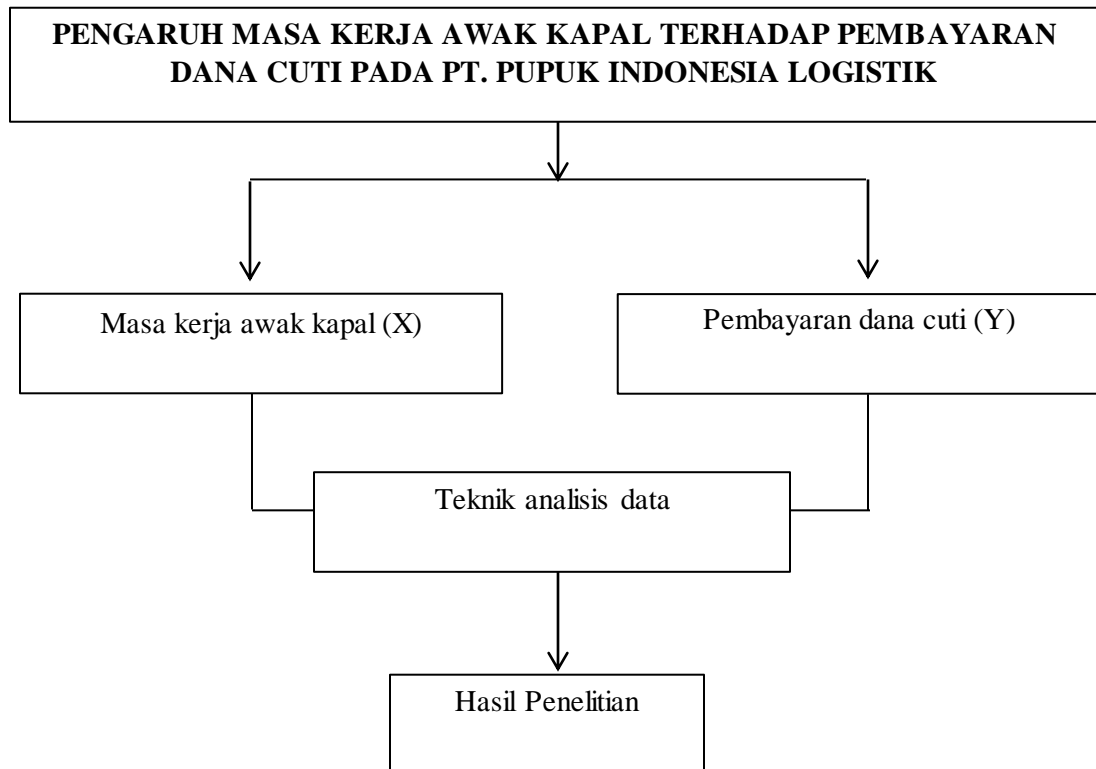 PENGARUH MASA KERJA AWAK KAPAL TERHADAP PEMBAYARAN
DANA CUTI PADA PT. PUPUK INDONESIA LOGISTIK
Masa kerja awak kapal (X)
Pembayaran dana cuti (Y)
Teknik analisis data
Hasil Penelitian